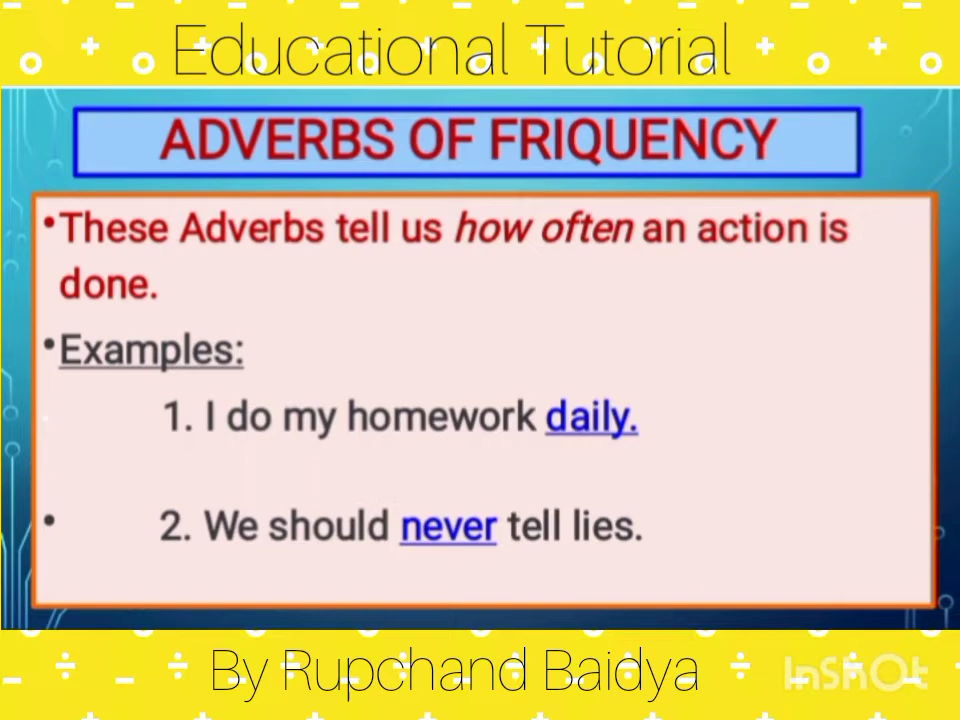 Educational Tutorial
ADVERBS OF FRIQUENCY
•These Adverbs tell us how often an action is
done.
•Examples:
1. I do my homework daily.
• 2. We should never tell lies.
By Rupchand Baidya
InShOt